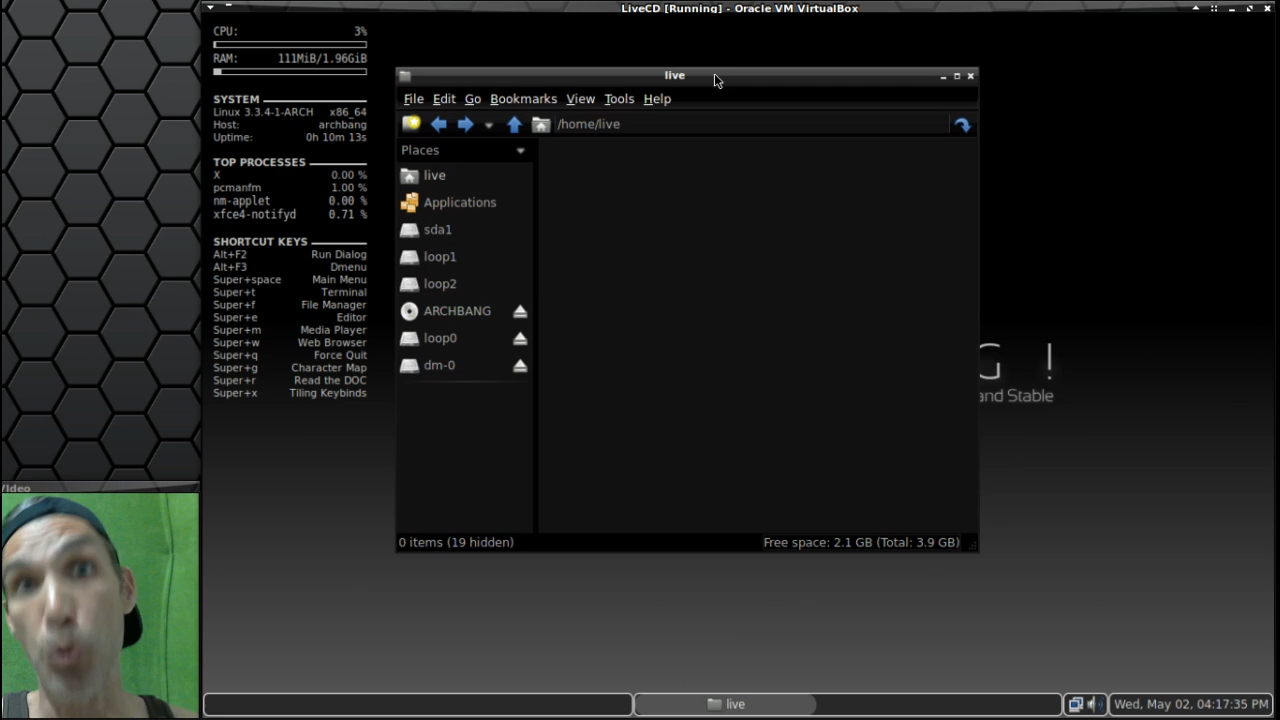 LiveCD [Running] - Oracle VM VirtualBox
CPU: 3%
RAM: 111MiB/1.96GiB
SYSTEM
Linux 3.3.4-1-ARCH x86_64
Host: archbang
Uptime: 0h 10m 13s
TOP PROCESSES
X 0.00 %
pcmanfm 1.00 %
nm-applet 0.00 %
xfce4-notifyd 0.71 %
SHORTCUT KEYS
Alt+F2 Run Dialog
Alt+F3 Dmenu
Super+space Main Menu
Super+t Terminal
Super+f File Manager
Super+e Editor
Super+m Media Player
Super+w Web Browser
Super+q Force Quit
Super+g Character Map
Super+r Read the DOC
Super+x Tiling Keybinds
live
File Edit Go Bookmarks View Tools Help
/home/live
Places
live
Applications
sda1
loop1
loop2
ARCHBANG
loop0
dm-0
0 items (19 hidden) Free space: 2.1 GB (Total: 3.9 GB)
G !
and Stable
Video
live
Wed, May 02, 04:17:35 PM